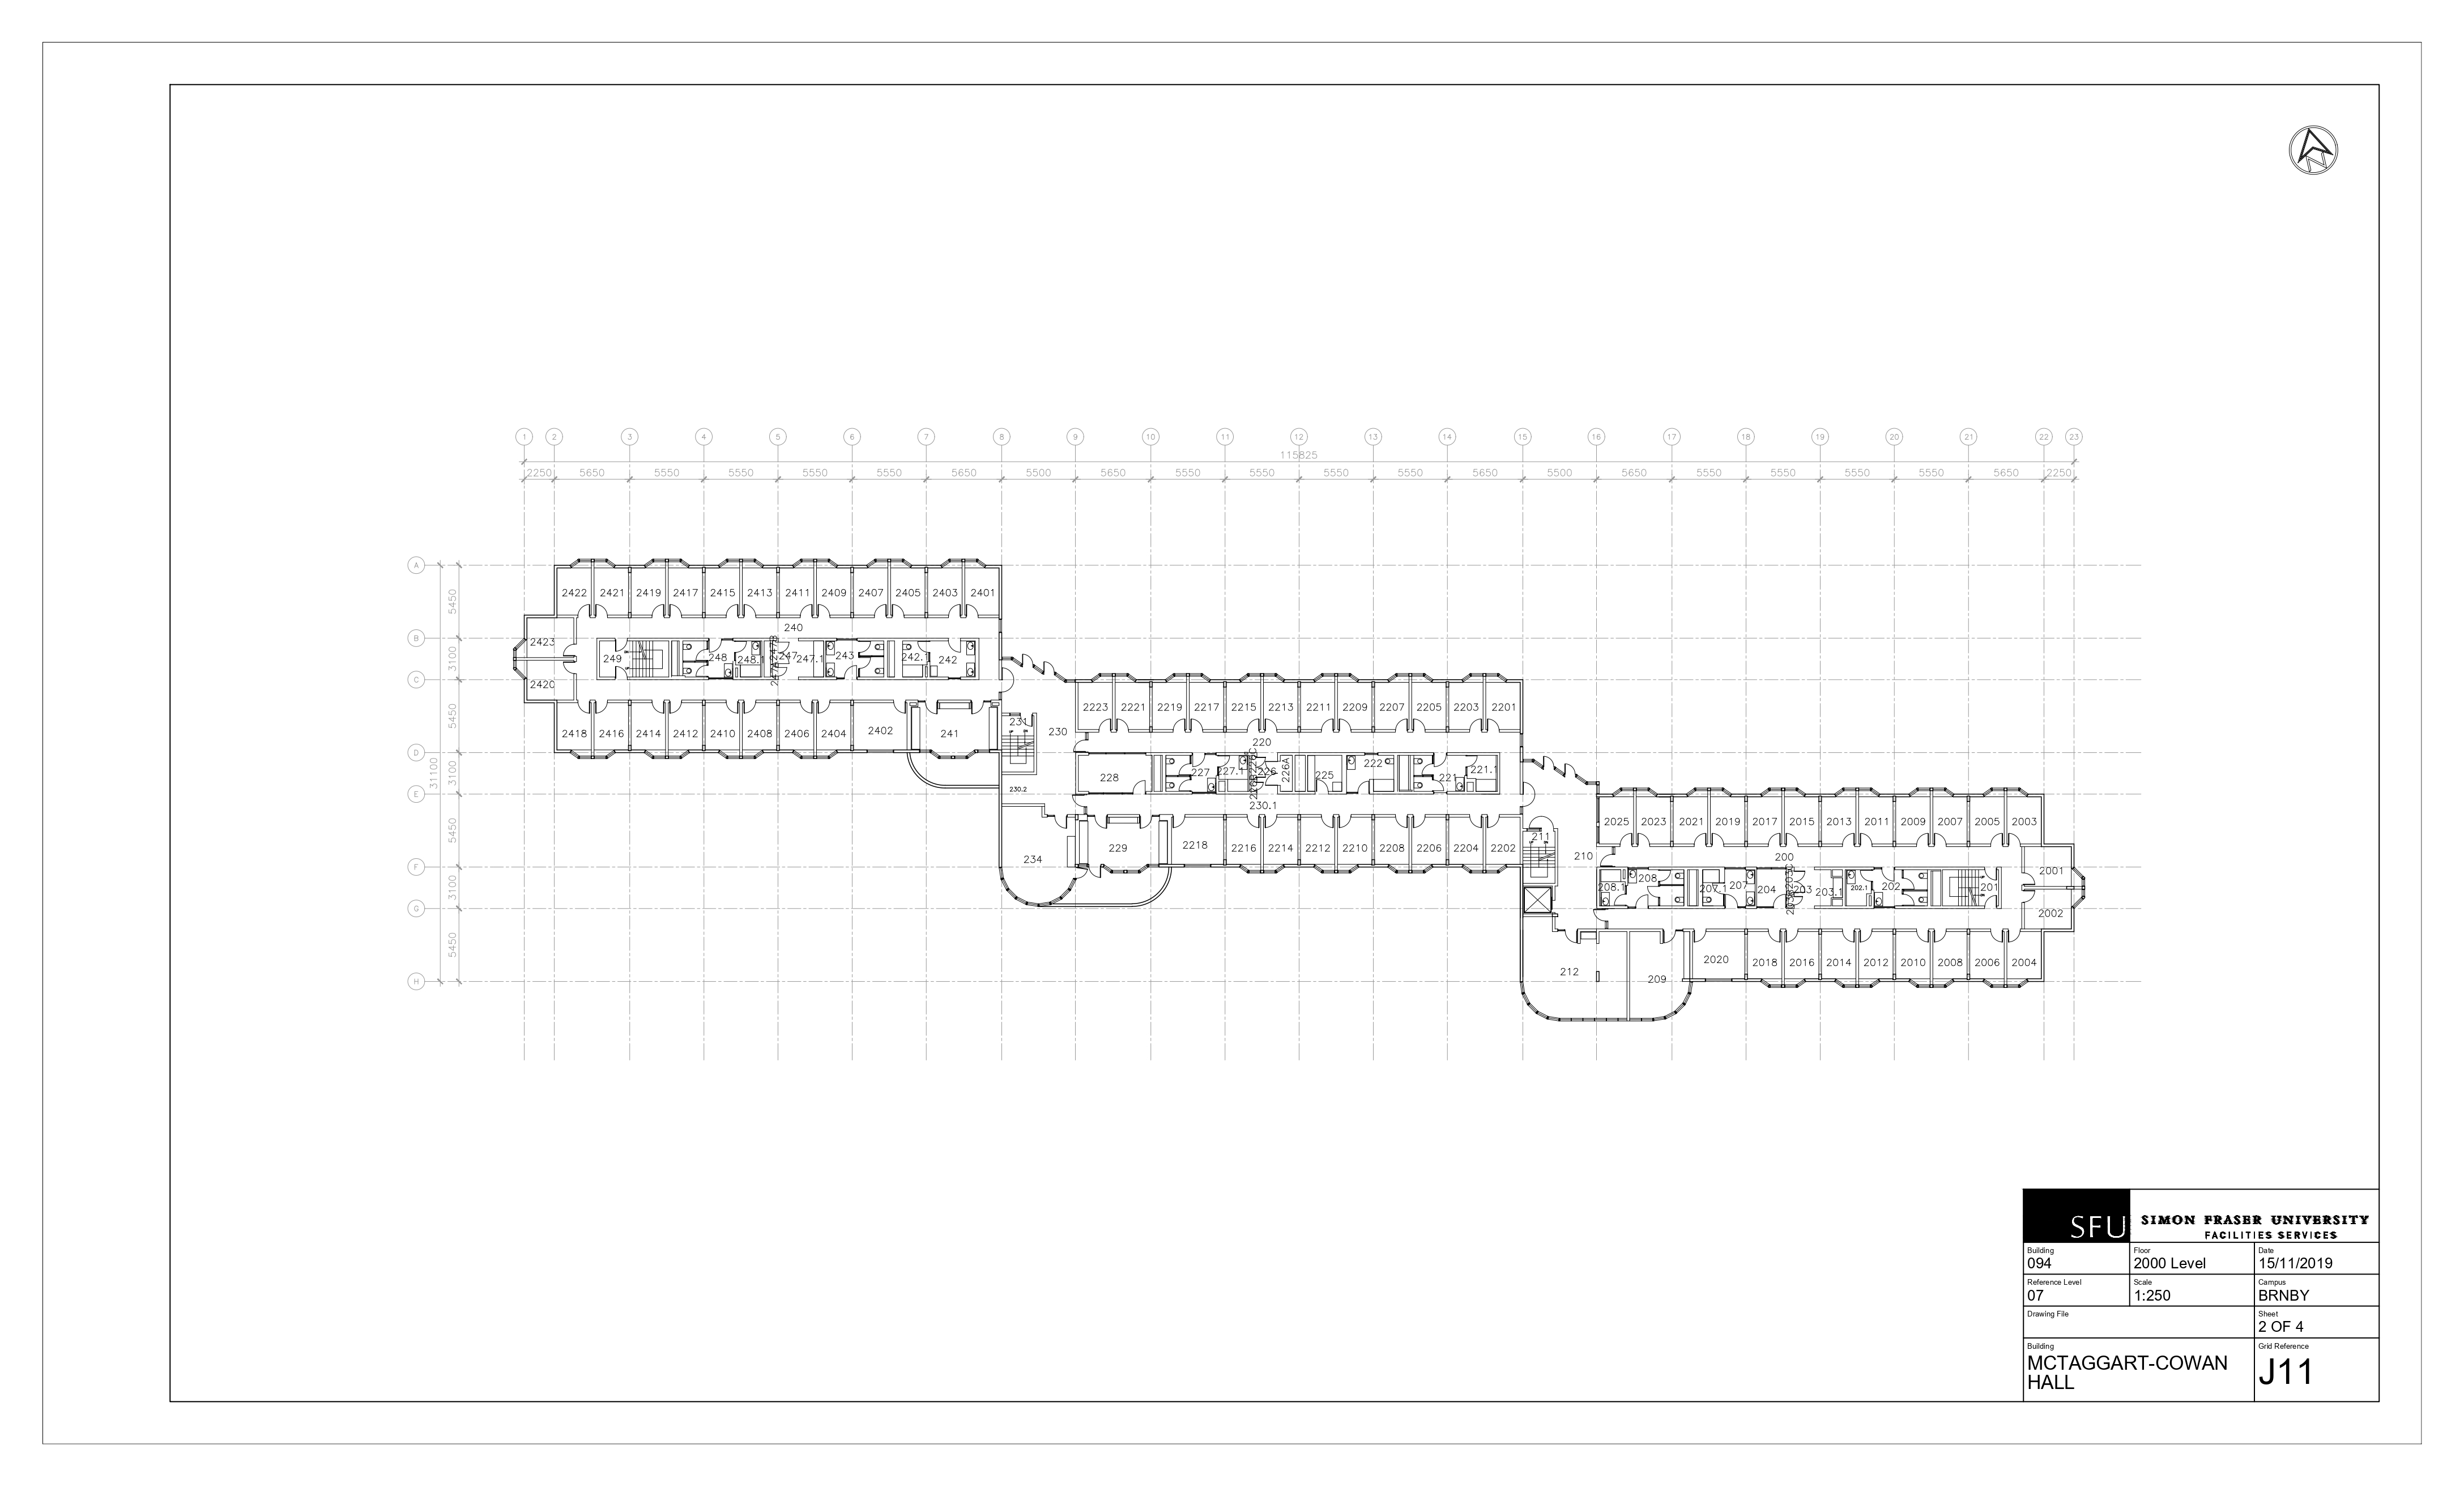 1 2 3 4 5 6 7 8 9 10 11 12 13 14 15 16 17 18 19 20 21 22 23
115825
2250 5650 5550 5550 5550 5550 5650 5500 5650 5550 5550 5550 5550 5650 5500 5650 5550 5550 5550 5550 5650 2250
A
B
C
D
E
F
G
H
31100
5450
3100
5450
3100
5450
3100
5450
2422 2421 2419 2417 2415 2413 2411 2409 2407 2405 2403 2401
240
2423
249 248 248.1 247 247.1 243 242.1 242
2420
2418 2416 2414 2412 2410 2408 2406 2404 2402 241
231 230
230.2
234
2223 2221 2219 2217 2215 2213 2211 2209 2207 2205 2203 2201
220
228 227 227.1 226 226A 225 222 221 221.1
230.1
229 2218 2216 2214 2212 2210 2208 2206 2204 2202
211
210
212
209
2025 2023 2021 2019 2017 2015 2013 2011 2009 2007 2005 2003
200
2001
208.1 208 207.1 207 204 203 203.1 202.1 202 201
2002
2020 2018 2016 2014 2012 2010 2008 2006 2004
SFU SIMON FRASER UNIVERSITY
FACILITIES SERVICES
Building Floor Date
094 2000 Level 15/11/2019
Reference Level Scale Campus
07 1:250 BRNBY
Drawing File Sheet
2 OF 4
Building Grid Reference
MCTAGGART-COWAN
HALL
J11